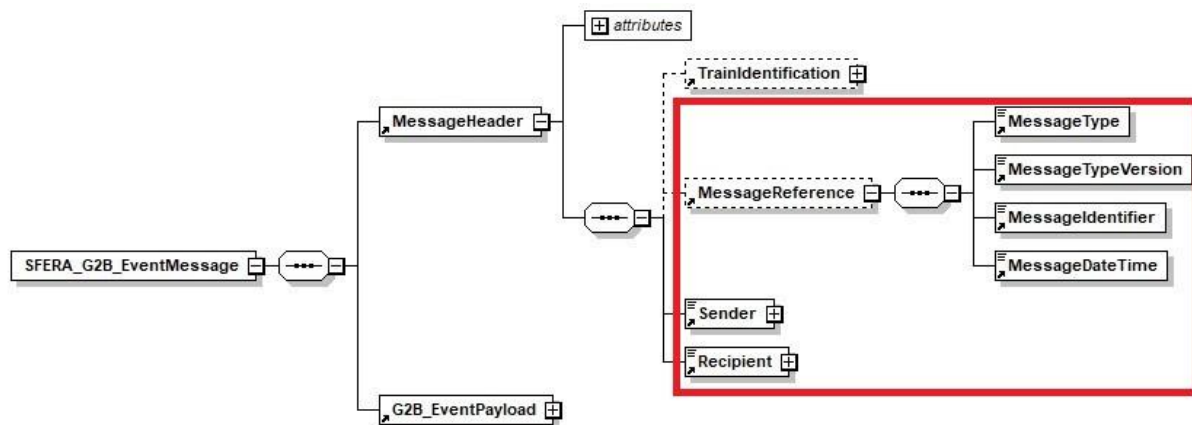 attributes
TrainIdentification
MessageHeader
MessageType
MessageTypeVersion
MessageReference
MessageIdentifier
MessageDateTime
SFERA_G2B_EventMessage
Sender
Recipient
G2B_EventPayload